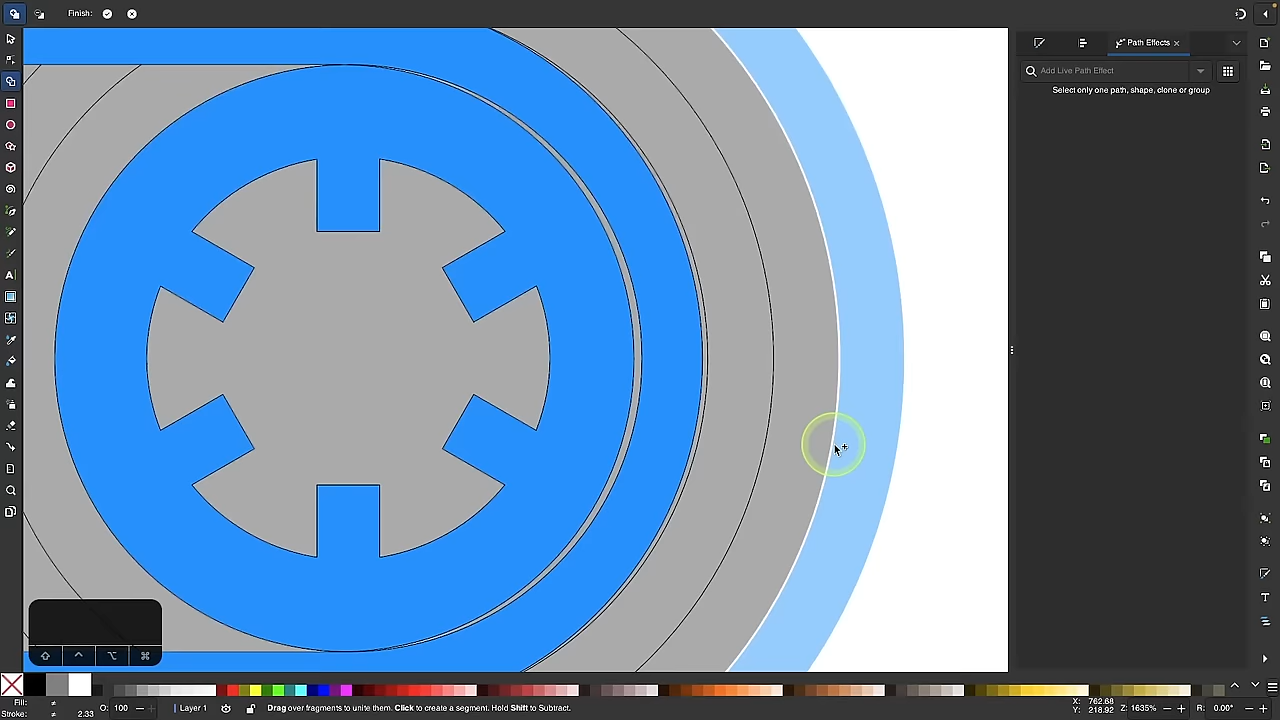 Finish:
Path Effects
Add Live Path Effect
Select only one path, shape, clone or group
Fill:
Stroke:
2.33
O: 100
Layer 1
Drag over fragments to unite them. Click to create a segment. Hold Shift to Subtract.
X: 762.68
Y: 218.92
Z: 1635%
R: 0.00°